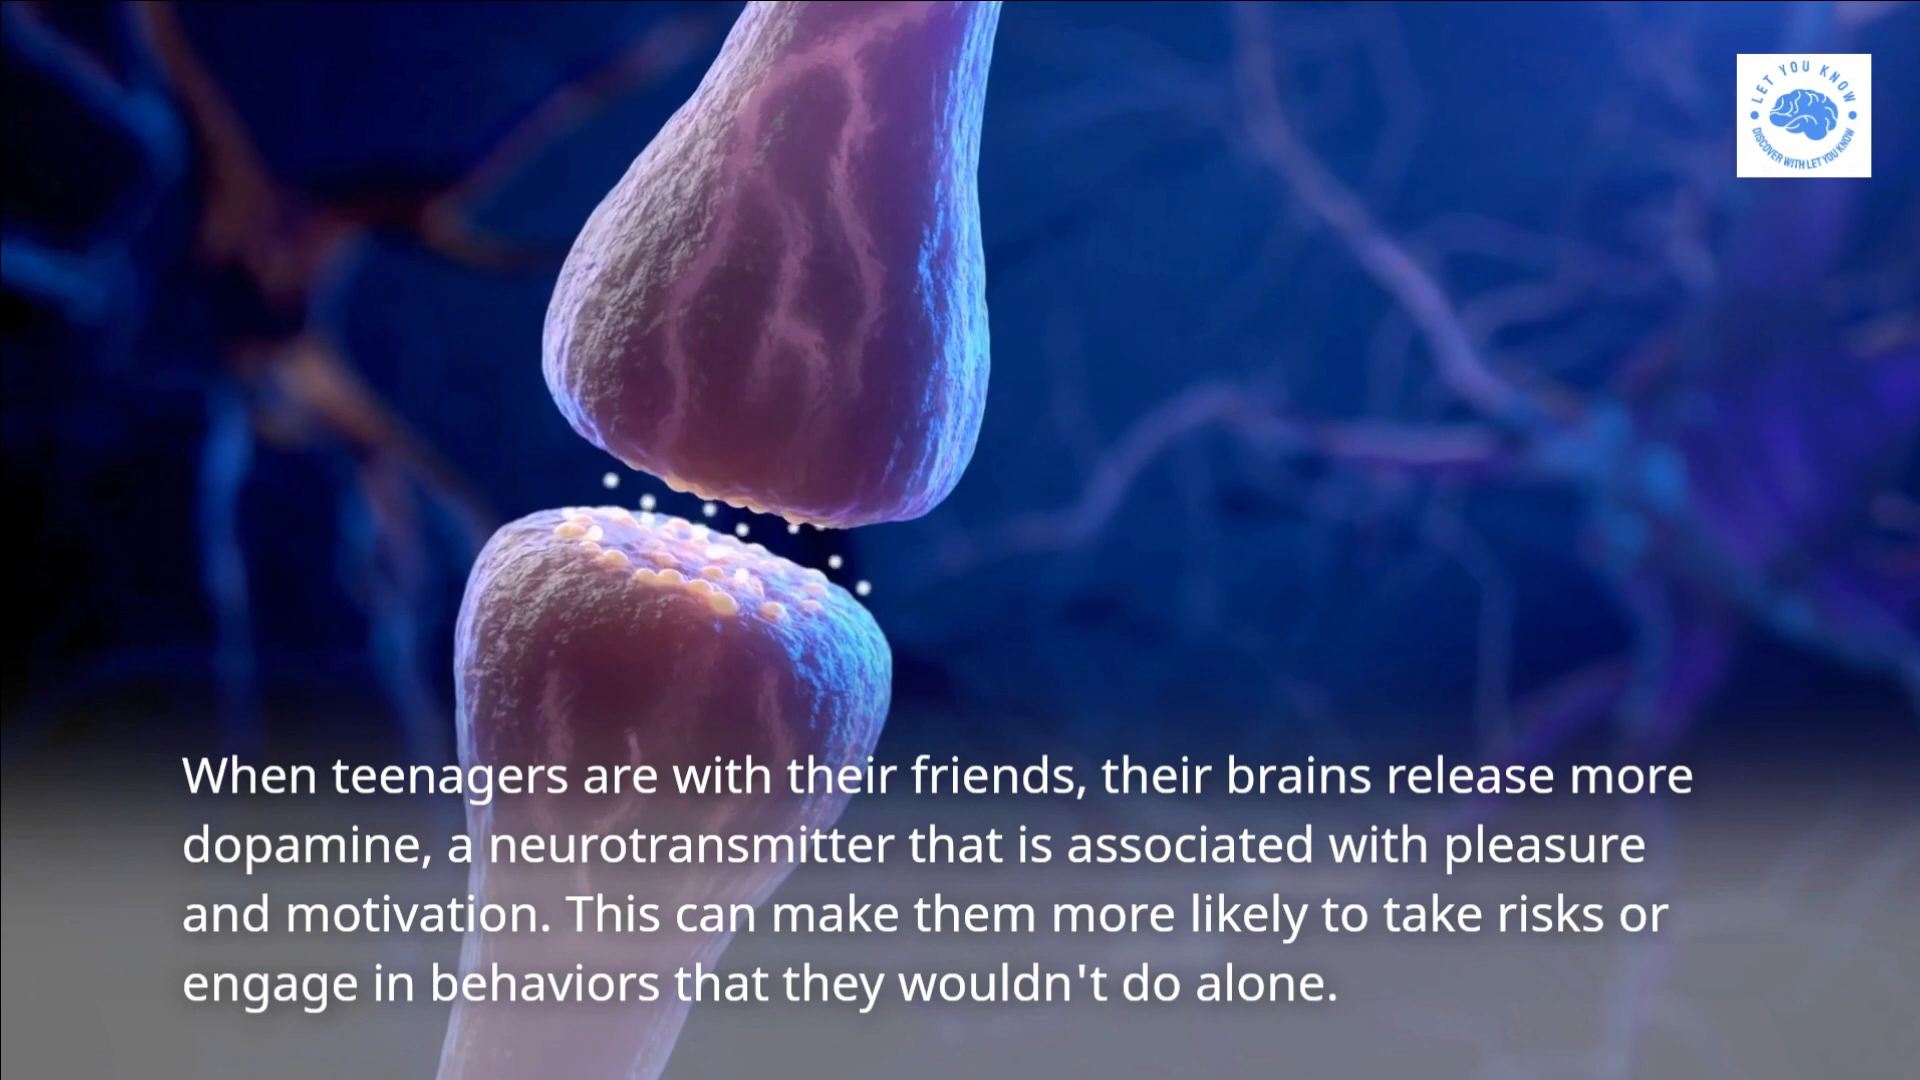 LET YOU KNOW
DISCOVER WITH LET YOU KNOW
When teenagers are with their friends, their brains release more
dopamine, a neurotransmitter that is associated with pleasure
and motivation. This can make them more likely to take risks or
engage in behaviors that they wouldn't do alone.